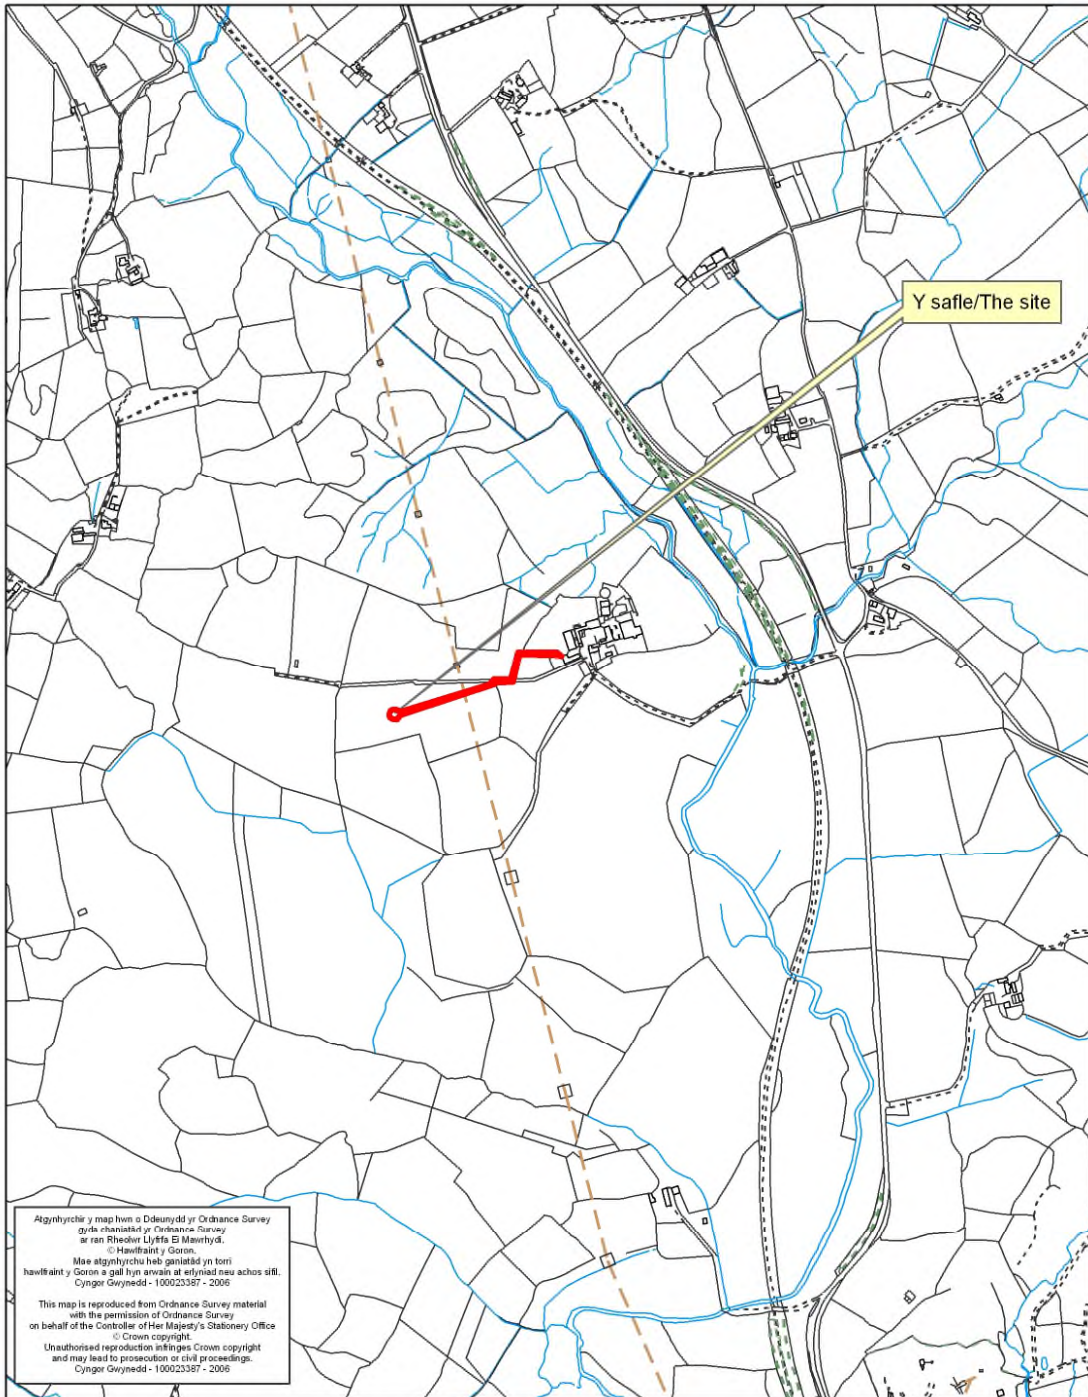 Y safle/The site
Atgynhyrchir y map hwn o Ddeunydd yr Ordnance Survey
gyda chaniatâd yr Ordnance Survey
ar ran Rheolwr Llyfrfa Ei Mawrhydi.
© Hawlfraint y Goron.
Mae atgynhyrchu heb ganiatâd yn torri
hawlfraint y Goron a gall hyn arwain at erlyniad neu achos sifil.
Cyngor Gwynedd - 100023387 - 2006
This map is reproduced from Ordnance Survey material
with the permission of Ordnance Survey
on behalf of the Controller of Her Majesty's Stationery Office
© Crown copyright.
Unauthorised reproduction infringes Crown copyright
and may lead to prosecution or civil proceedings.
Cyngor Gwynedd - 100023387 - 2006